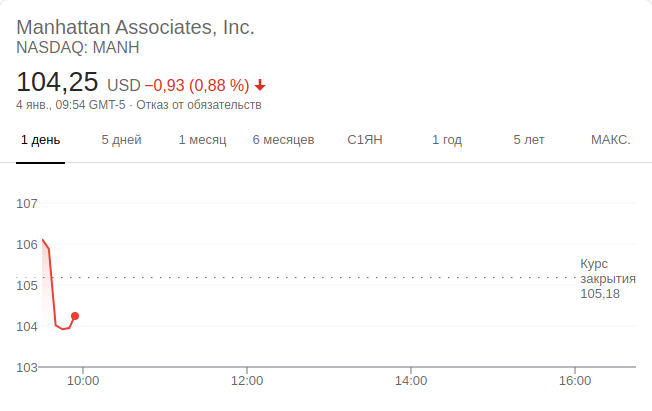 Manhattan Associates, Inc.
NASDAQ: MANH
104,25 USD −0,93 (0,88 %)
4 янв., 09:54 GMT-5 · Отказ от обязательств
1 день 5 дней 1 месяц 6 месяцев С1ЯН 1 год 5 лет МАКС.
107
106
Курс
закрытия
105,18
105
104
103
10:00 12:00 14:00 16:00